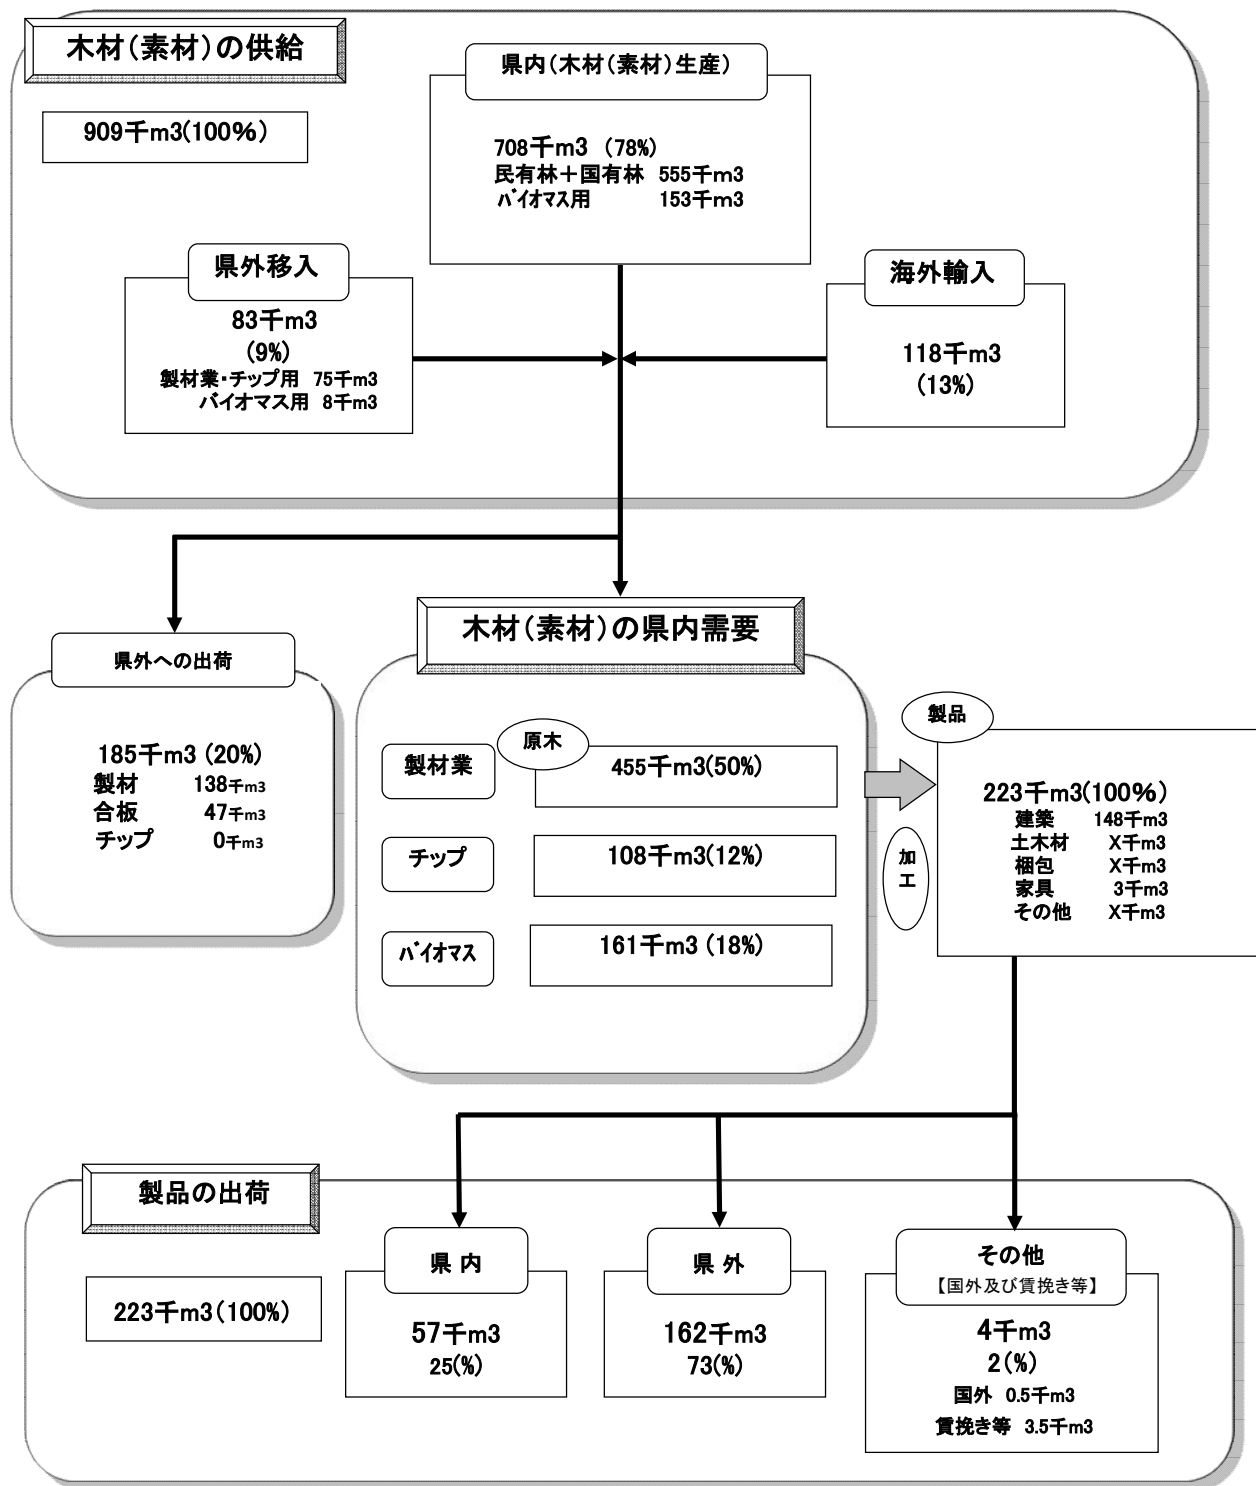 木材（素材）の供給
909千m3(100%)
県内（木材（素材）生産）
708千m3 (78%)
民有林＋国有林 555千m3
バイオマス用 153千m3
県外移入
83千m3
(9%)
製材業・チップ用 75千m3
バイオマス用 8千m3
海外輸入
118千m3
(13%)
県外への出荷
185千m3 (20%)
製材 138千m3
合板 47千m3
チップ 0千m3
木材（素材）の県内需要
原木
製材業 455千m3(50%)
チップ 108千m3(12%)
バイオマス 161千m3 (18%)
加
工
製品
223千m3(100%)
建築 148千m3
土木材 X千m3
梱包 X千m3
家具 3千m3
その他 X千m3
製品の出荷
223千m3(100%)
県 内
57千m3
25(%)
県 外
162千m3
73(%)
その他
【国外及び賃挽き等】
4千m3
2(%)
国外 0.5千m3
賃挽き等 3.5千m3